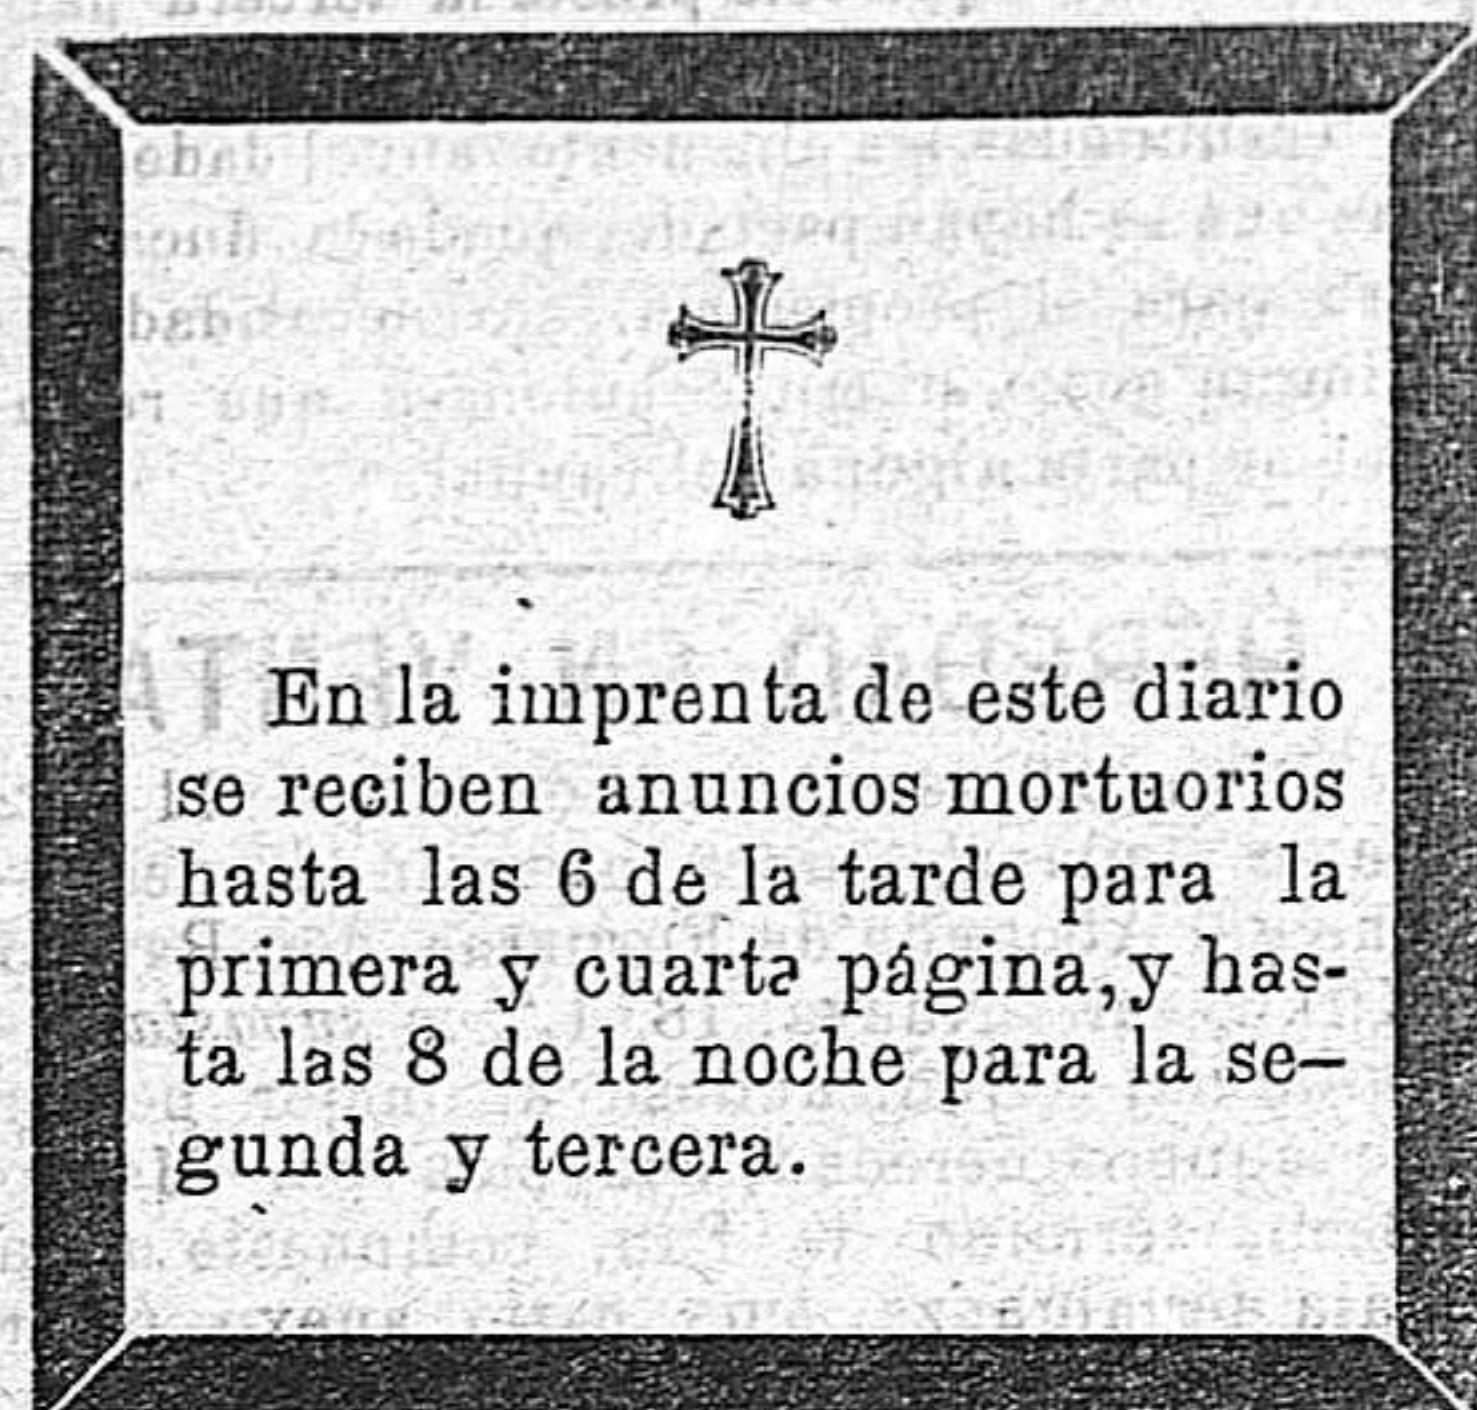 En la imprenta de este diario
se reciben anuncios mortuorios
hasta las 6 de la tarde para la
primera y cuarta página, y has-
ta las 8 de la noche para la se-
gunda y tercera.